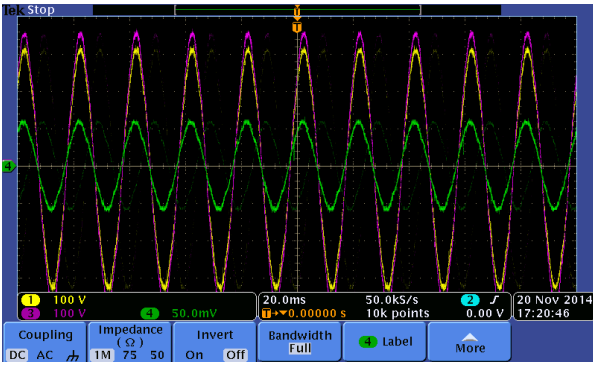 Tek Stop
T
T
4
1 100 V
3 100 V 4 50.0mV
20.0ms 50.0kS/s 2 0.00 V
T→▼0.00000 s 10k points
20 Nov 2014
17:20:46
Coupling
DC AC
Impedance
(Ω)
1M 75 50
Invert
On Off
Bandwidth
Full
4 Label
More